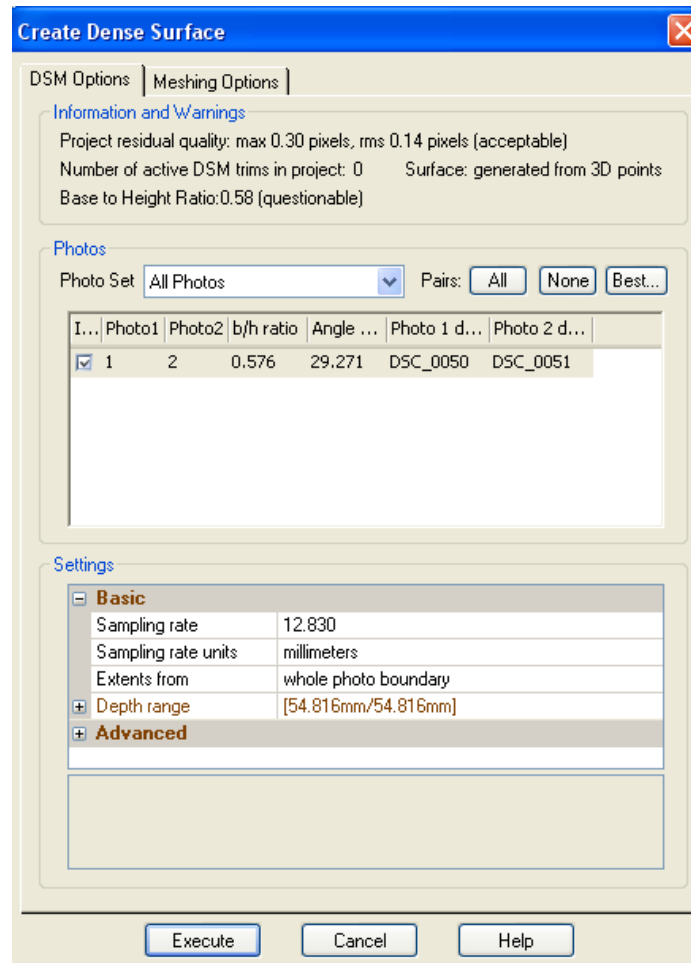 Create Dense Surface
DSM Options Meshing Options
Information and Warnings
Project residual quality: max 0.30 pixels, rms 0.14 pixels (acceptable)
Number of active DSM trims in project: 0 Surface: generated from 3D points
Base to Height Ratio:0.58 (questionable)
Photos
Photo Set All Photos Pairs: All None Best...
I... Photo1 Photo2 b/h ratio Angle ... Photo 1 d... Photo 2 d...
1 2 0.576 29.271 DSC_0050 DSC_0051
Settings
Basic
Sampling rate 12.830
Sampling rate units millimeters
Extents from whole photo boundary
Depth range [54.816mm/54.816mm]
Advanced
Execute Cancel Help